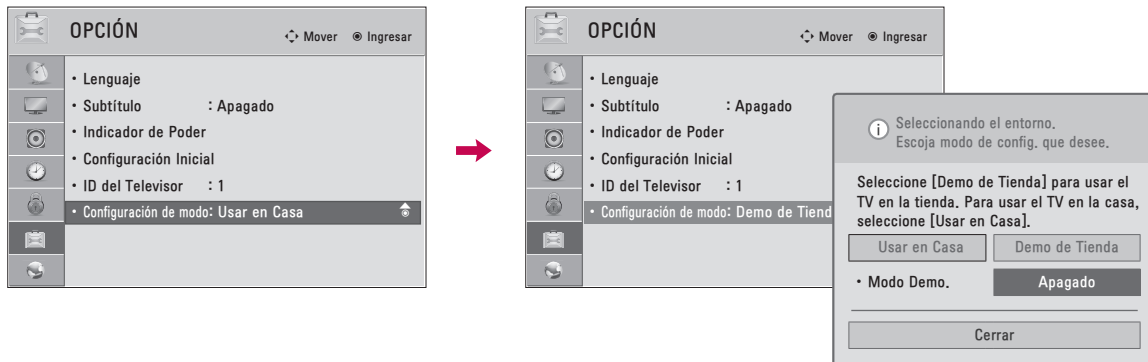 OPCIÓN
Mover
Ingresar
• Lenguaje
• Subtítulo : Apagado
• Indicador de Poder
• Configuración Inicial
• ID del Televisor : 1
• Configuración de modo: Usar en Casa
OPCIÓN
Mover
Ingresar
• Lenguaje
• Subtítulo : Apagado
• Indicador de Poder
• Configuración Inicial
• ID del Televisor : 1
• Configuración de modo: Demo de Tiend
i
Seleccionando el entorno.
Escoja modo de config. que desee.
Seleccione [Demo de Tienda] para usar el
TV en la tienda. Para usar el TV en la casa,
seleccione [Usar en Casa].
Usar en Casa
Demo de Tienda
• Modo Demo.
Apagado
Cerrar